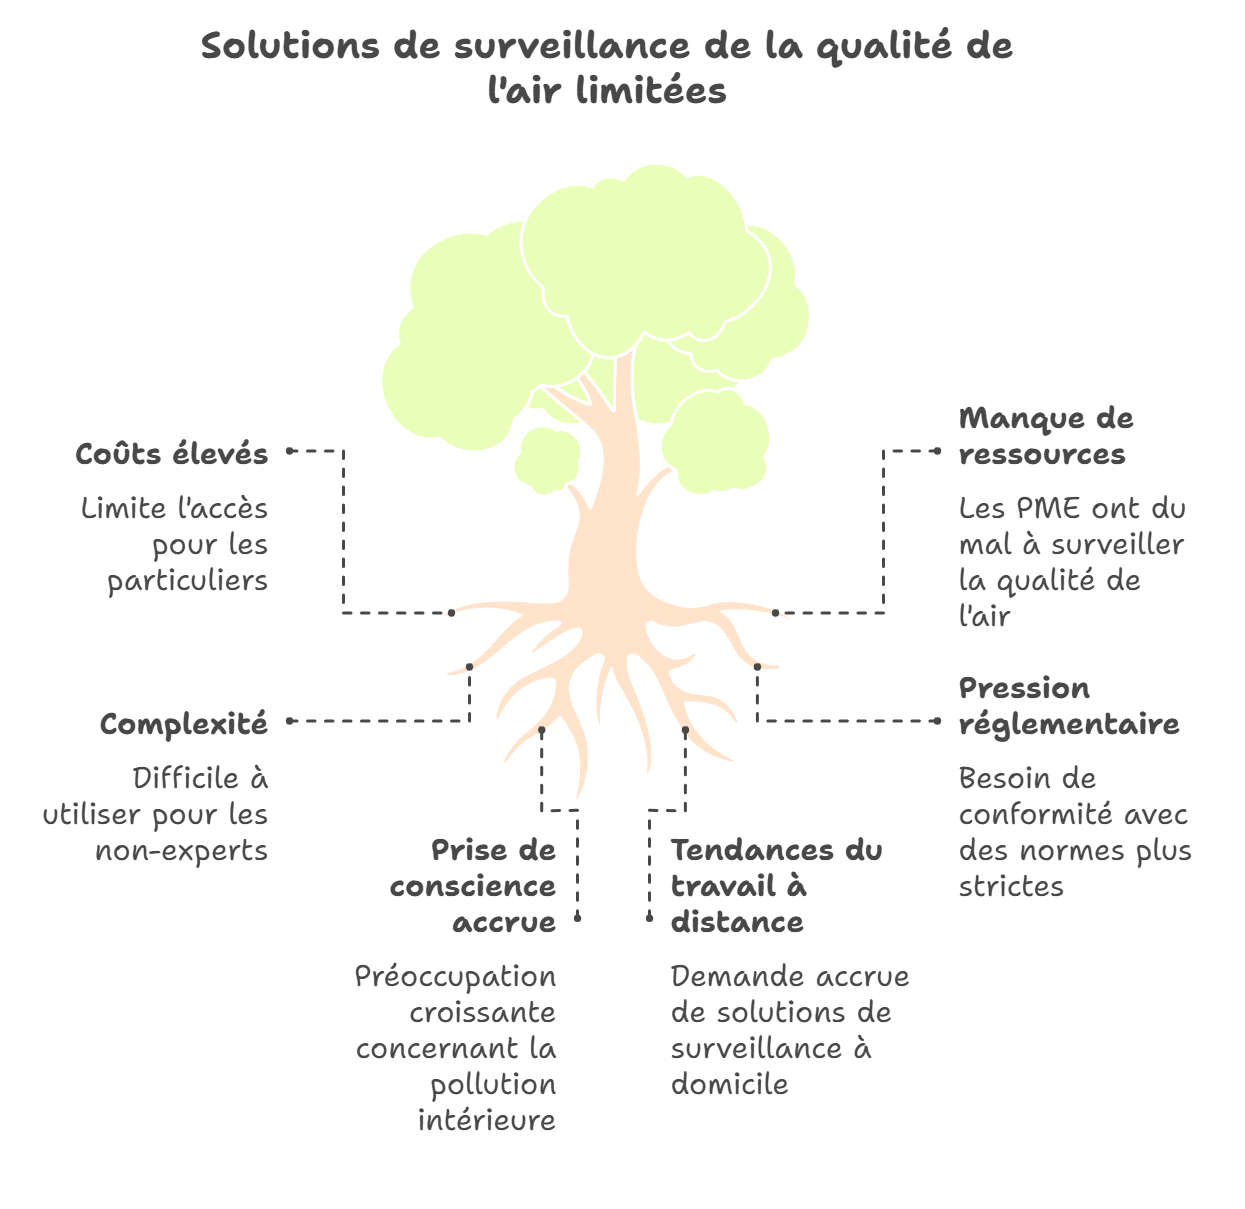 Solutions de surveillance de la qualité de
l'air limitées
Coûts élevés
Limite l'accès
pour les
particuliers
Manque de
ressources
Les PME ont du
mal à surveiller
la qualité de
l'air
Complexité
Difficile à
utiliser pour les
non-experts
Pression
réglementaire
Besoin de
conformité avec
des normes plus
strictes
Prise de
conscience
accrue
Préoccupation
croissante
concernant la
pollution
intérieure
Tendances du
travail à
distance
Demande accrue
de solutions de
surveillance à
domicile